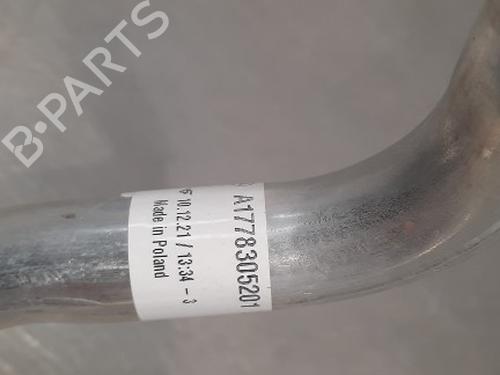 B-PARTS
A1778305201
10.12.21 / 13:34 - 3
Made in Poland